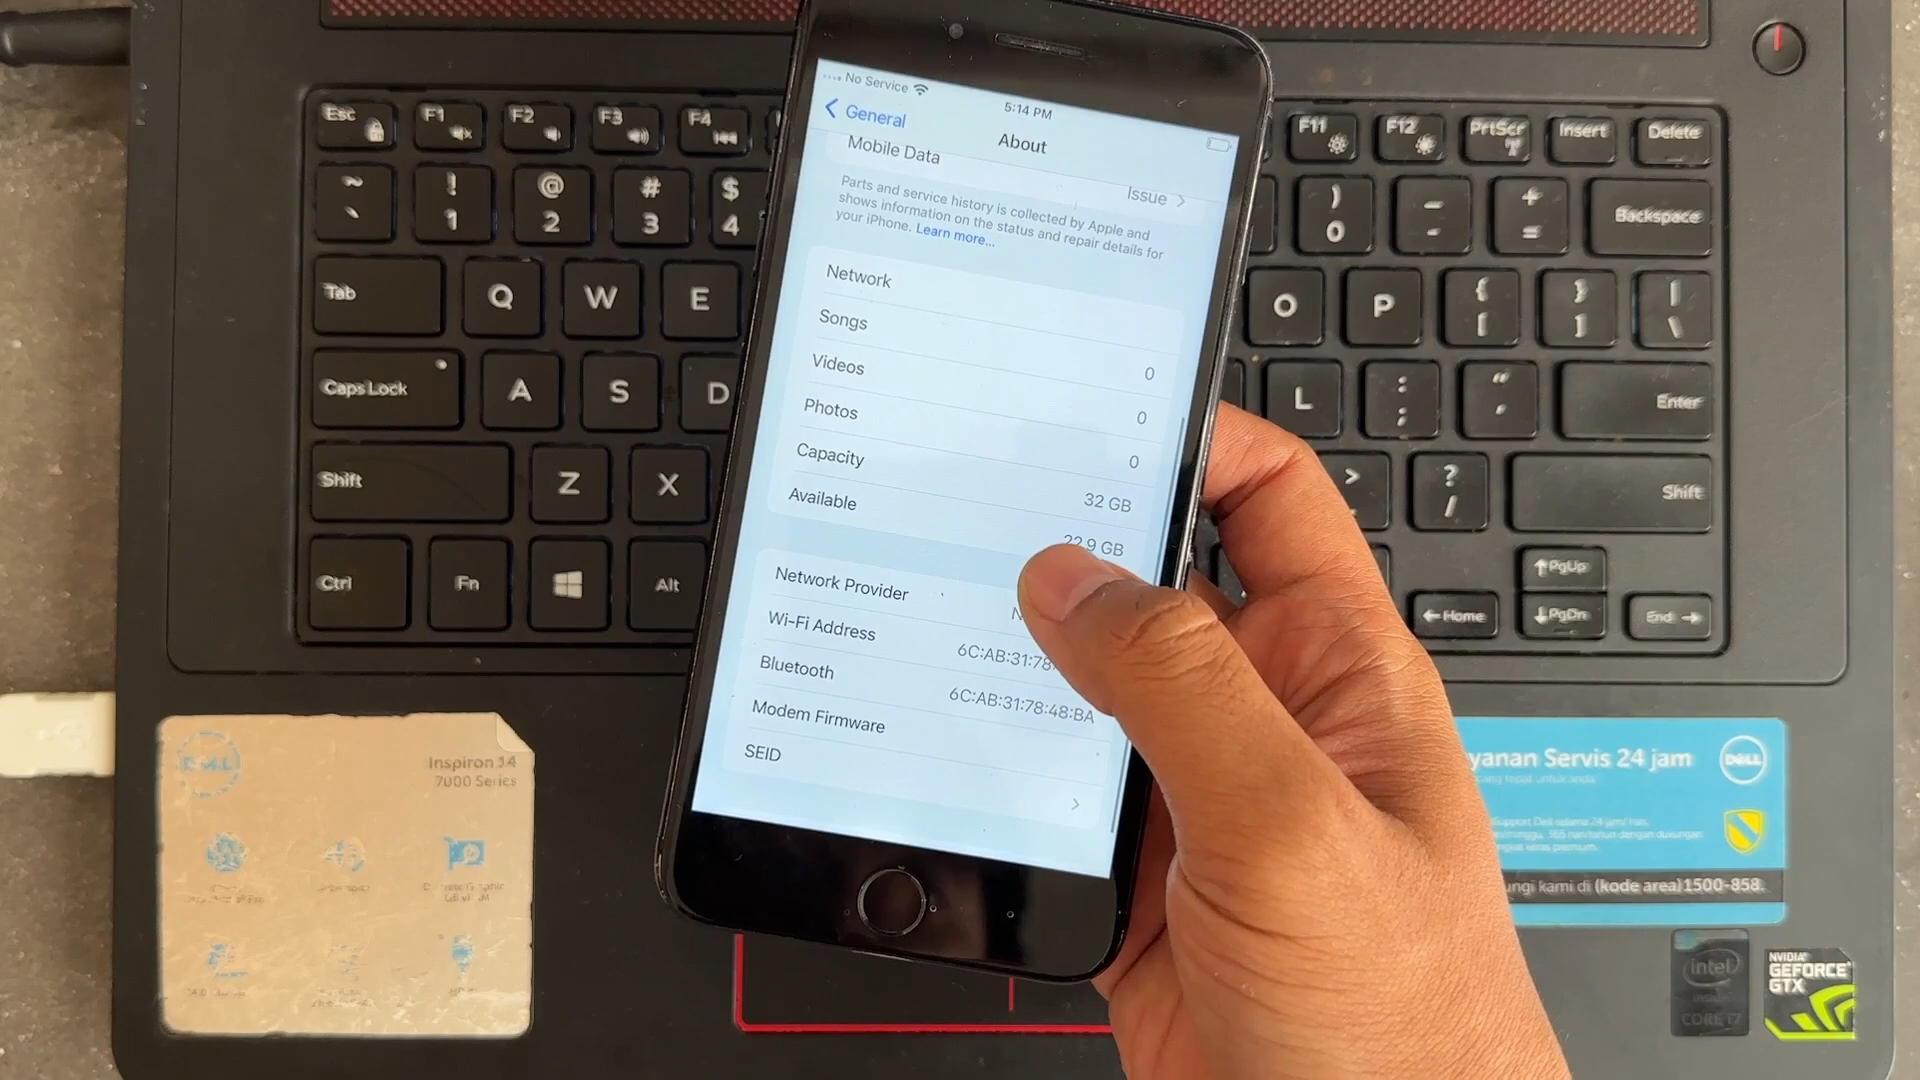 No Service
5:14 PM
General
About
Mobile Data
Issue
Parts and service history is collected by Apple and
shows information on the status and repair details for
your iPhone. Learn more...
Network
Songs
0
Videos
0
Photos
0
Capacity
32 GB
Available
22.9 GB
Network Provider
Wi-Fi Address
6C:AB:31:78:
Bluetooth
6C:AB:31:78:48:BA
Modem Firmware
SEID
Esc
F1
F2
F3
F4
F11
F12
PrtScr
Insert
Delete
~
`
!
1
@
2
#
3
$
4
)
0
-
+
=
Backspace
Tab
Q
W
E
O
P
{
[
}
]
|
\
Caps Lock
A
S
D
L
:
;
"
'
Enter
Shift
Z
X
>
?
/
Shift
Ctrl
Fn
Alt
PgUp
Home
PgDn
End
DELL
Inspiron 14
7000 Series
yanan Servis 24 jam
DELL
ungi kami di (kode area)1500-858.
intel
inside
CORE i7
NVIDIA
GEFORCE
GTX